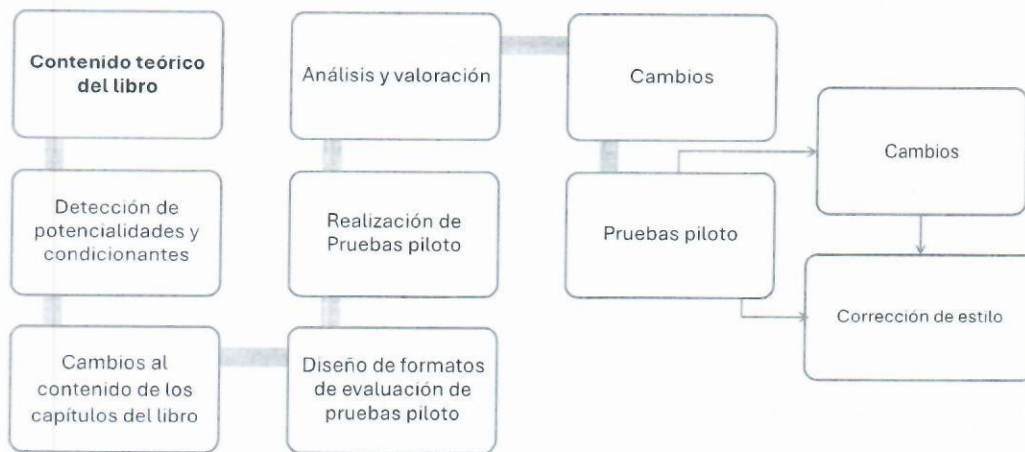 Contenido teórico
del libro
Detección de
potencialidades y
condicionantes
Cambios al
contenido de los
capítulos del libro
Diseño de formatos
de evaluación de
pruebas piloto
Realización de
Pruebas piloto
Análisis y valoración
Cambios
Pruebas piloto
Cambios
Corrección de estilo